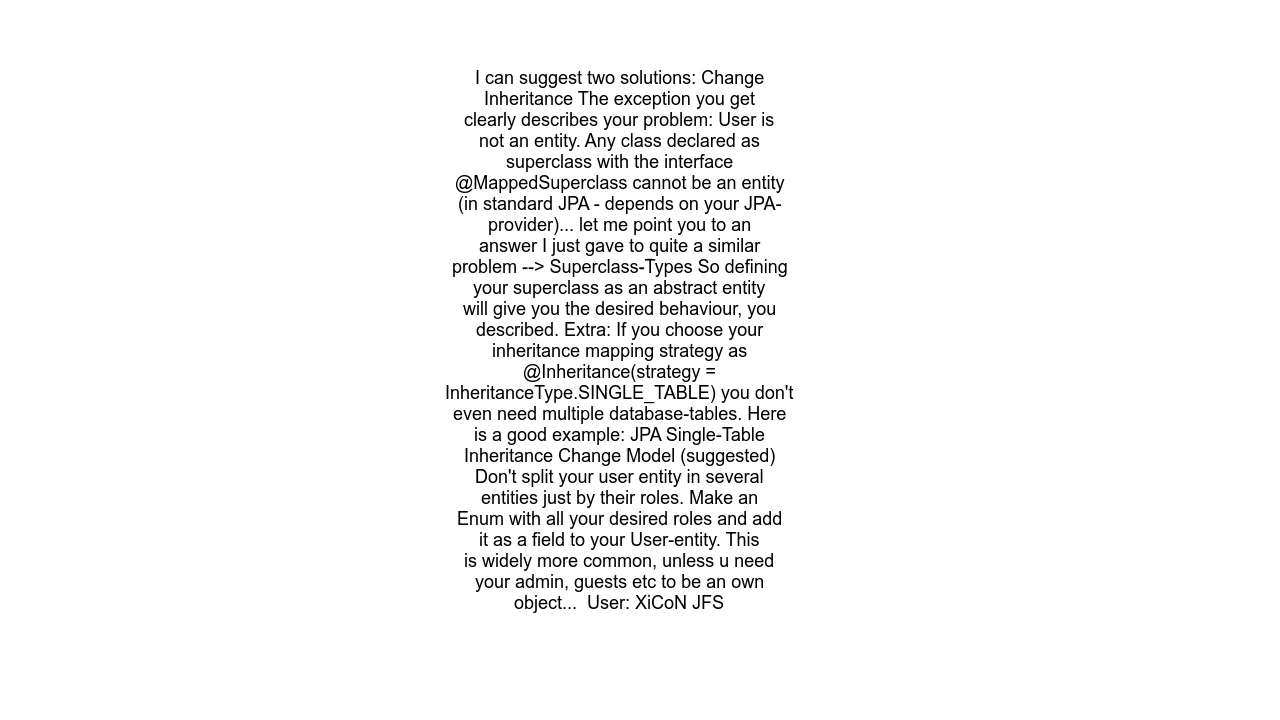 I can suggest two solutions: Change
Inheritance The exception you get
clearly describes your problem: User is
not an entity. Any class declared as
superclass with the interface
@MappedSuperclass cannot be an entity
(in standard JPA - depends on your JPA-
provider)... let me point you to an
answer I just gave to quite a similar
problem --> Superclass-Types So defining
your superclass as an abstract entity
will give you the desired behaviour, you
described. Extra: If you choose your
inheritance mapping strategy as
@Inheritance(strategy =
InheritanceType.SINGLE_TABLE) you don't
even need multiple database-tables. Here
is a good example: JPA Single-Table
Inheritance Change Model (suggested)
Don't split your user entity in several
entities just by their roles. Make an
Enum with all your desired roles and add
it as a field to your User-entity. This
is widely more common, unless u need
your admin, guests etc to be an own
object...  User: XiCoN JFS